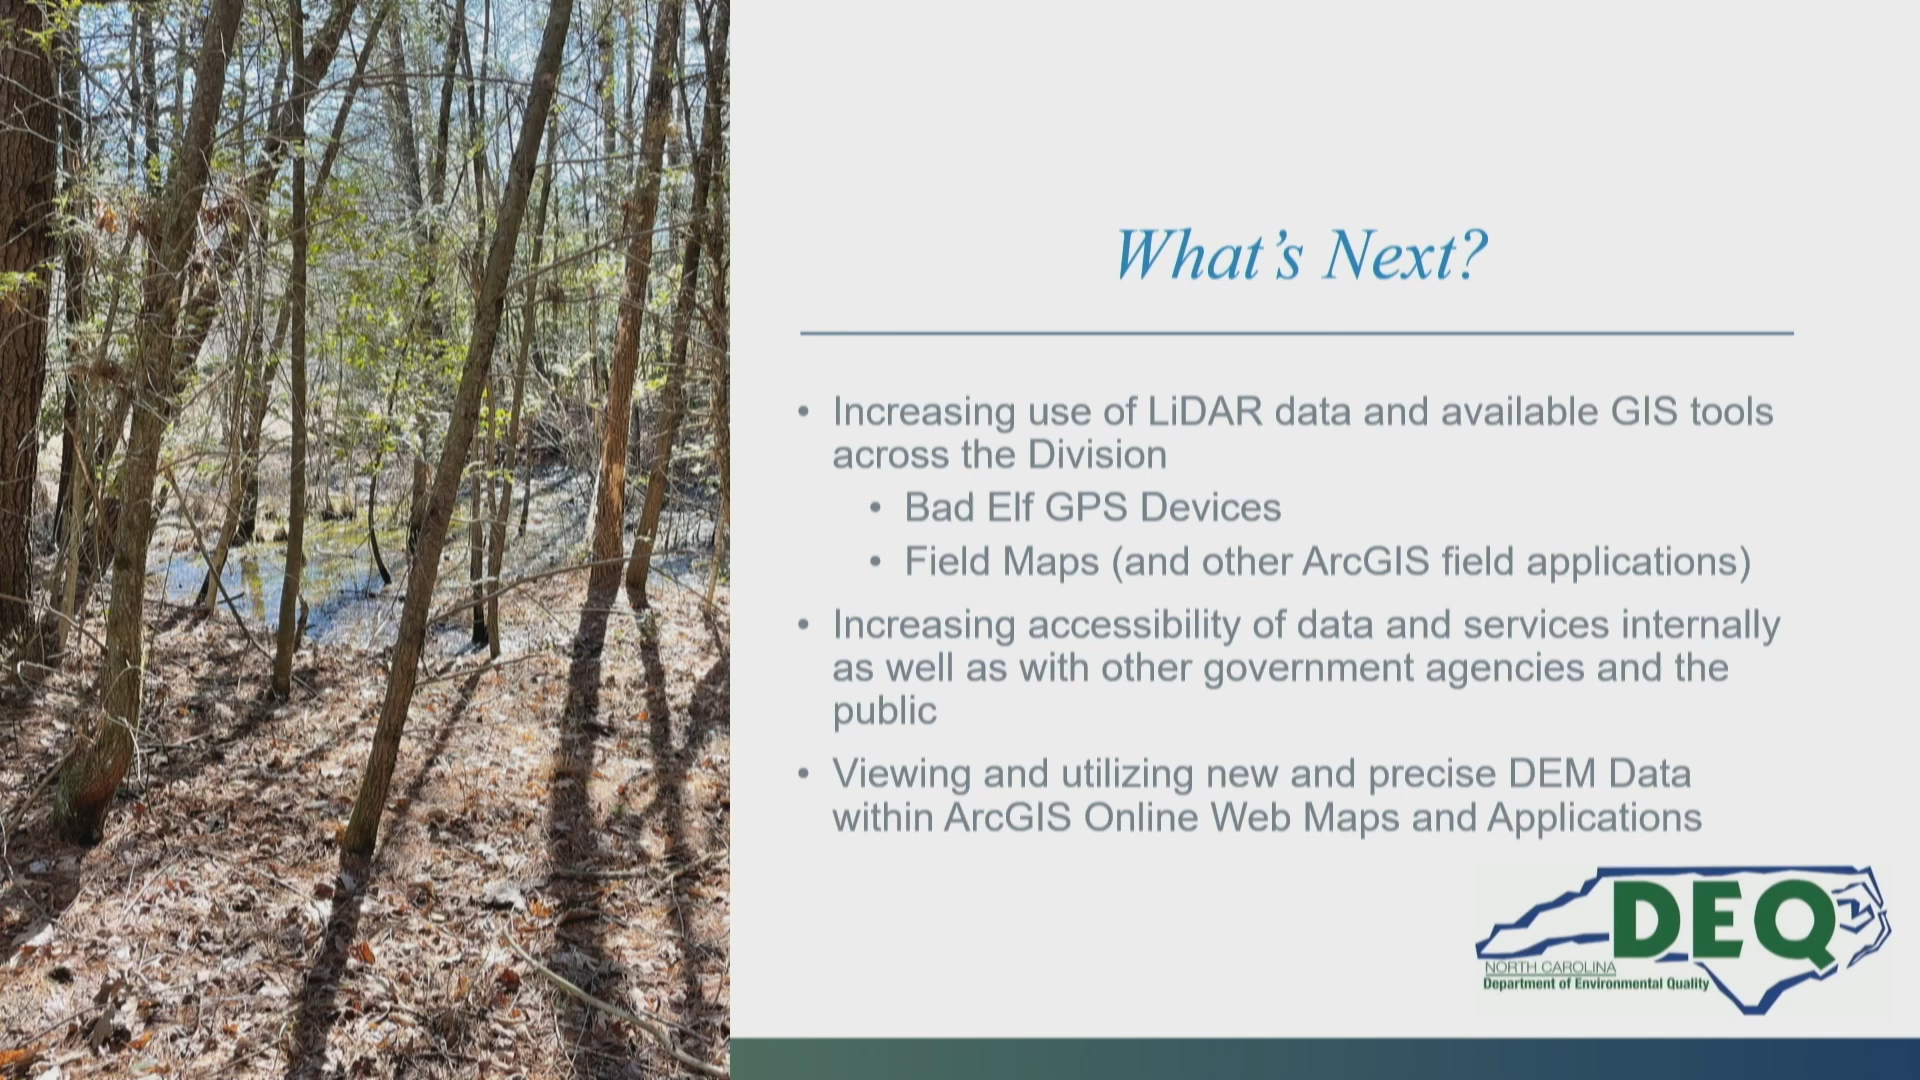 What's Next?
• Increasing use of LiDAR data and available GIS tools
across the Division
• Bad Elf GPS Devices
• Field Maps (and other ArcGIS field applications)
• Increasing accessibility of data and services internally
as well as with other government agencies and the
public
• Viewing and utilizing new and precise DEM Data
within ArcGIS Online Web Maps and Applications
DEQ
NORTH CAROLINA
Department of Environmental Quality